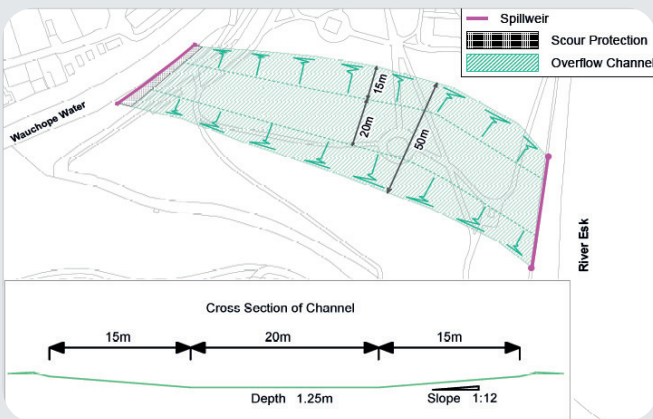 Spillweir
Scour Protection
Overflow Channel
Wauchope Water
15m
20m
50m
River Esk
Cross Section of Channel
15m 20m 15m
Depth 1.25m Slope 1:12